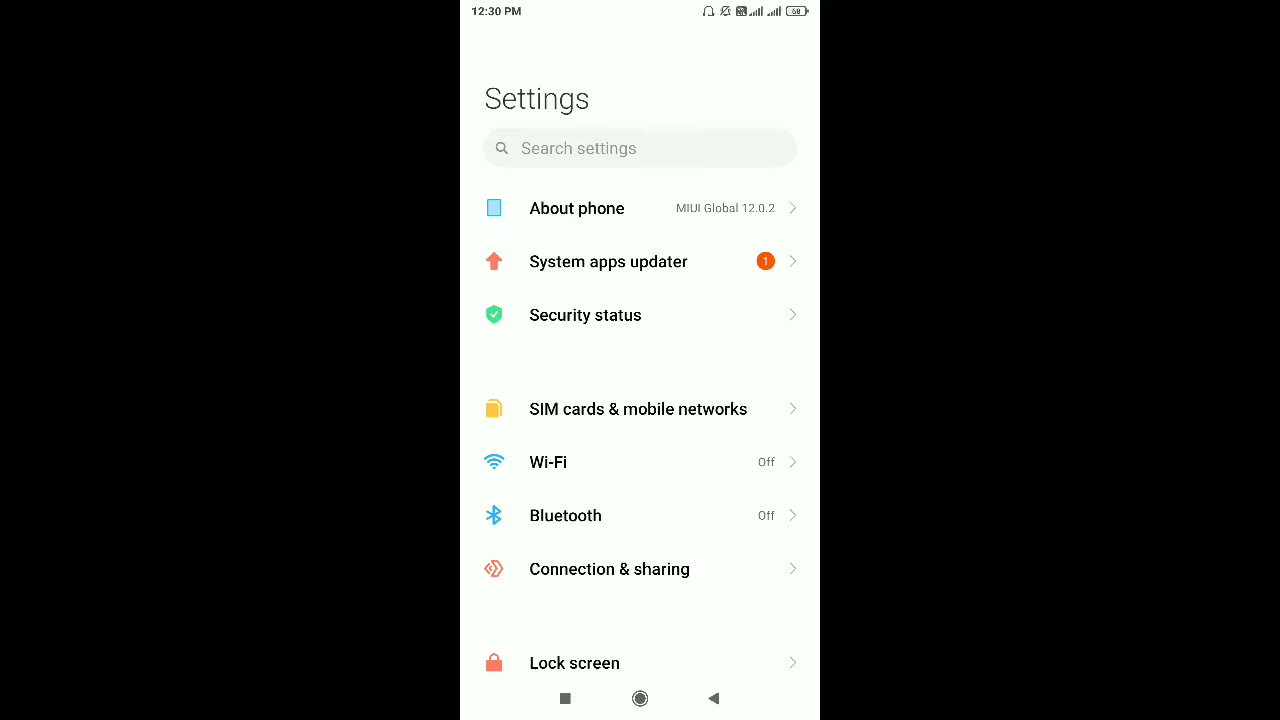 12:30 PM 68
Settings
Search settings
About phone MIUI Global 12.0.2
System apps updater 1
Security status
SIM cards & mobile networks
Wi-Fi Off
Bluetooth Off
Connection & sharing
Lock screen